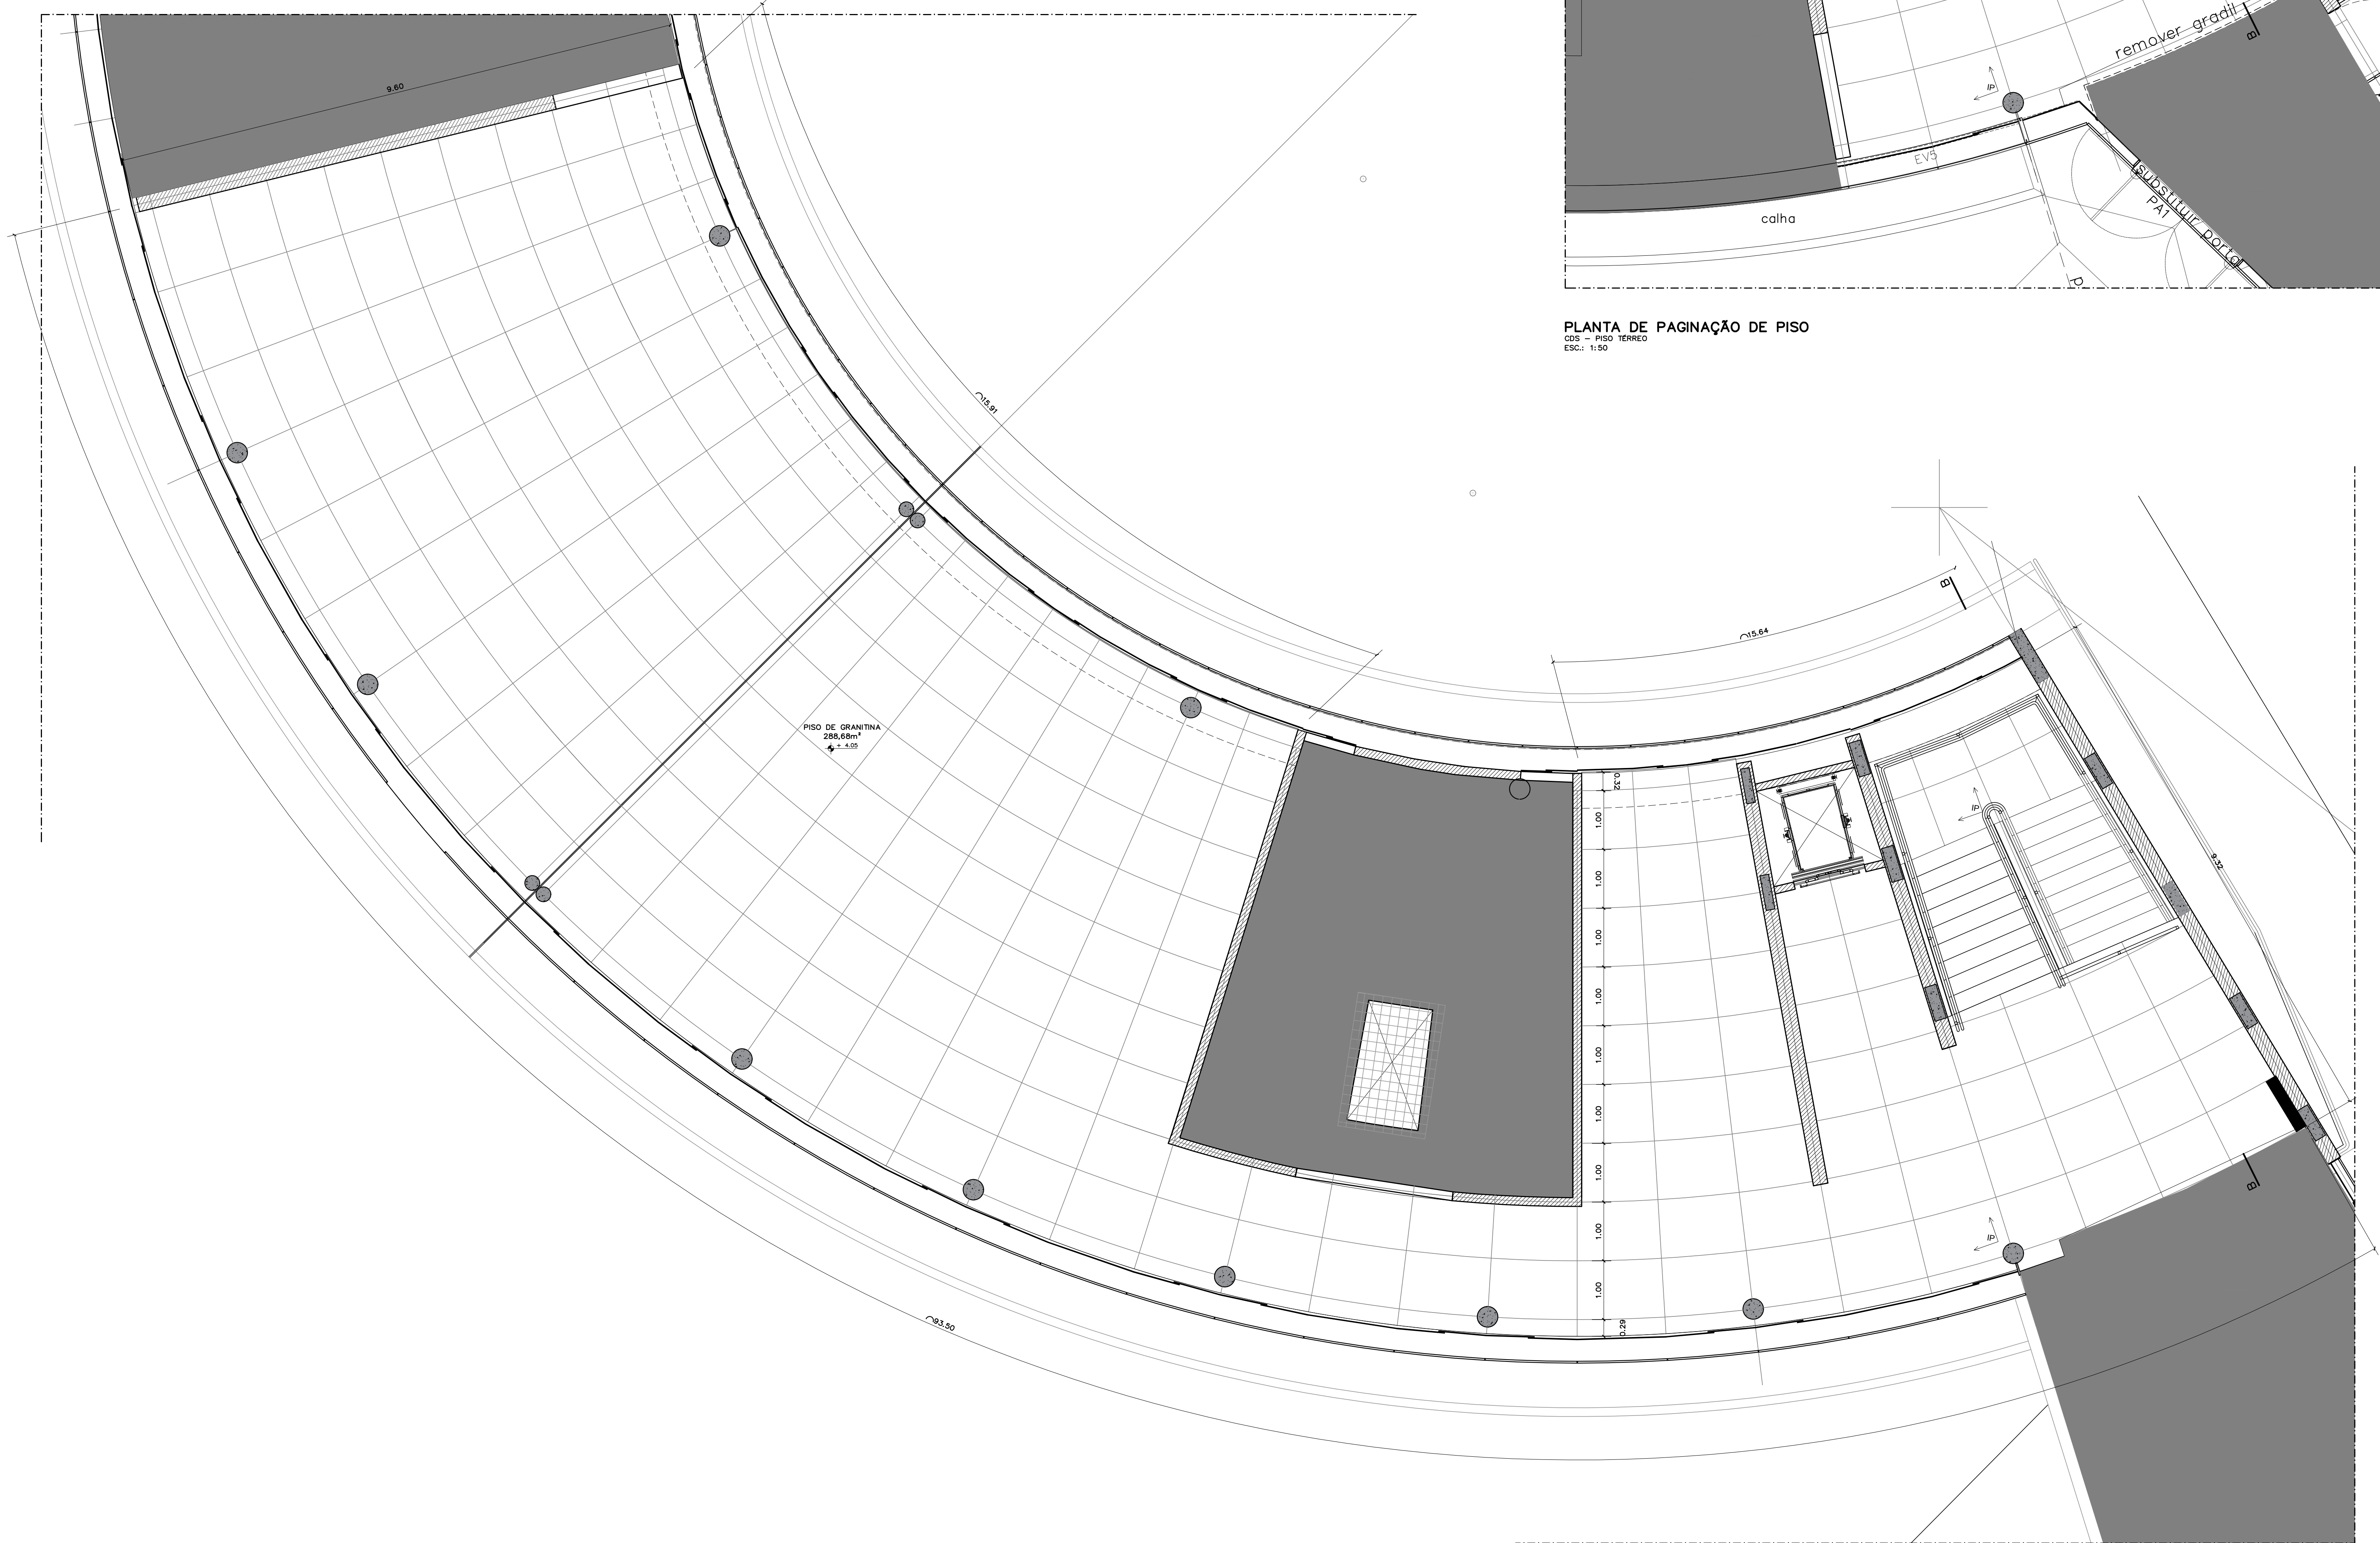 remover gradil
B
IP
9.60
EV5
substituir porta
PA1
calha
p
PLANTA DE PAGINAÇÃO DE PISO
CDS - PISO TÉRREO
ESC.: 1:50
15.91
B
15.64
PISO DE GRANITINA
288,68m²
+ 4.05
0.32
1.00
1.00
1.00
1.00
1.00
1.00
1.00
1.00
1.00
0.29
IP
9.32
B
IP
93.50